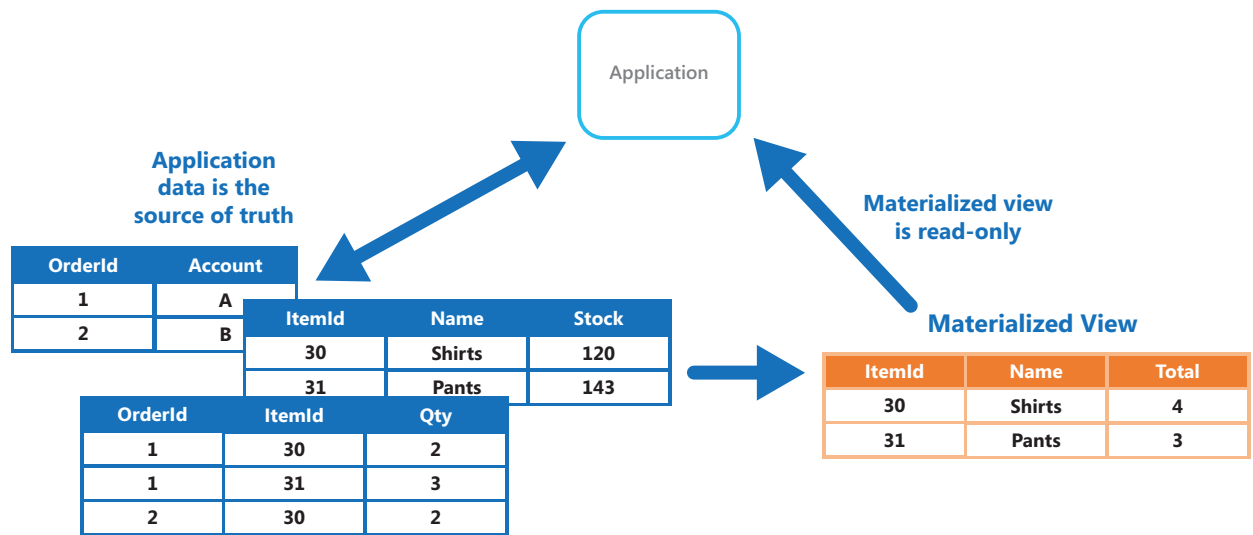 Application
Application
data is the
source of truth
Materialized view
is read-only
OrderId Account
1 A
2 B
ItemId Name Stock
30 Shirts 120
31 Pants 143
OrderId ItemId Qty
1 30 2
1 31 3
2 30 2
Materialized View
ItemId Name Total
30 Shirts 4
31 Pants 3